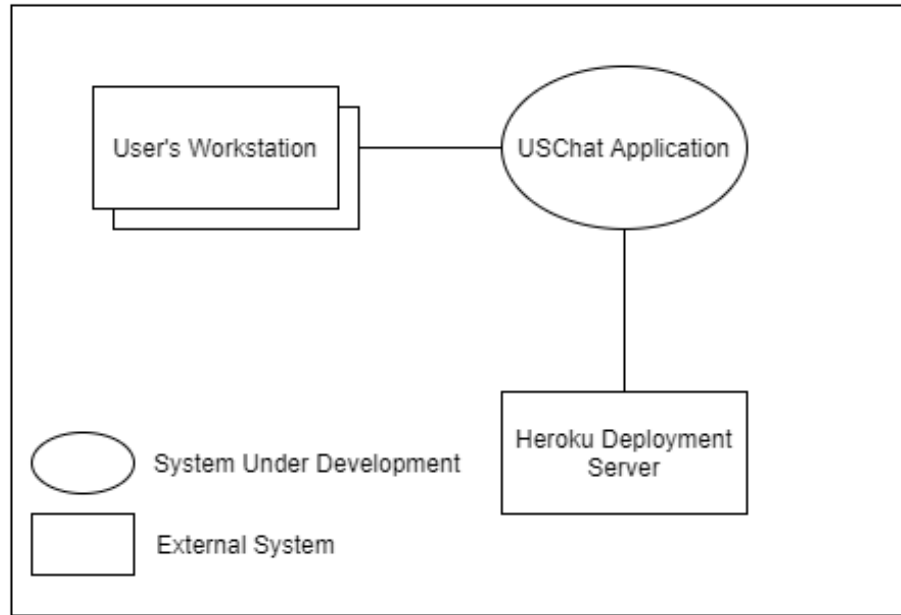 User's Workstation
USChat Application
Heroku Deployment
Server
System Under Development
External System